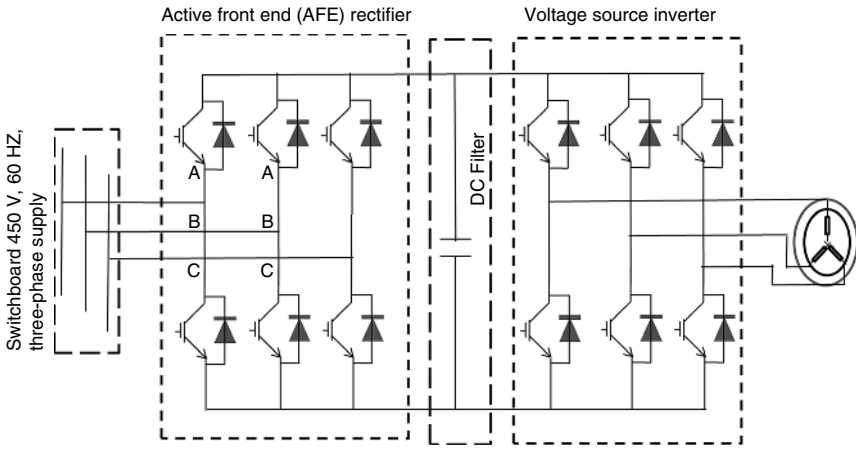 Active front end (AFE) rectifier
Voltage source inverter
Switchboard 450 V, 60 HZ,
three-phase supply
A A
B B
C C
DC Filter